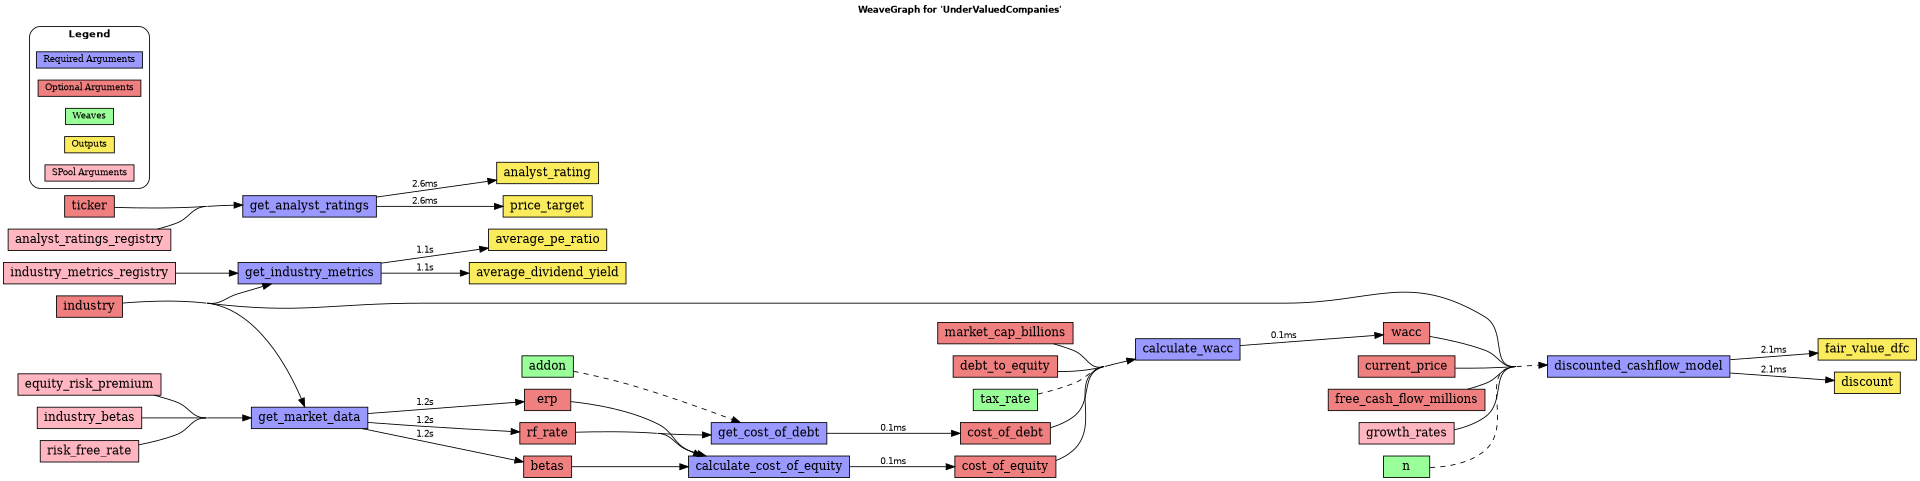 WeaveGraph for 'UnderValuedCompanies'
Legend
Required Arguments
Optional Arguments
Weaves
Outputs
SPool Arguments
ticker
analyst_ratings_registry
industry_metrics_registry
industry
equity_risk_premium
industry_betas
risk_free_rate
get_analyst_ratings
get_industry_metrics
get_market_data
2.6ms
2.6ms
1.1s
1.1s
1.2s
1.2s
1.2s
analyst_rating
price_target
average_pe_ratio
average_dividend_yield
addon
erp
rf_rate
betas
get_cost_of_debt
calculate_cost_of_equity
0.1ms
0.1ms
market_cap_billions
debt_to_equity
tax_rate
cost_of_debt
cost_of_equity
calculate_wacc
0.1ms
wacc
current_price
free_cash_flow_millions
growth_rates
n
discounted_cashflow_model
2.1ms
2.1ms
fair_value_dfc
discount